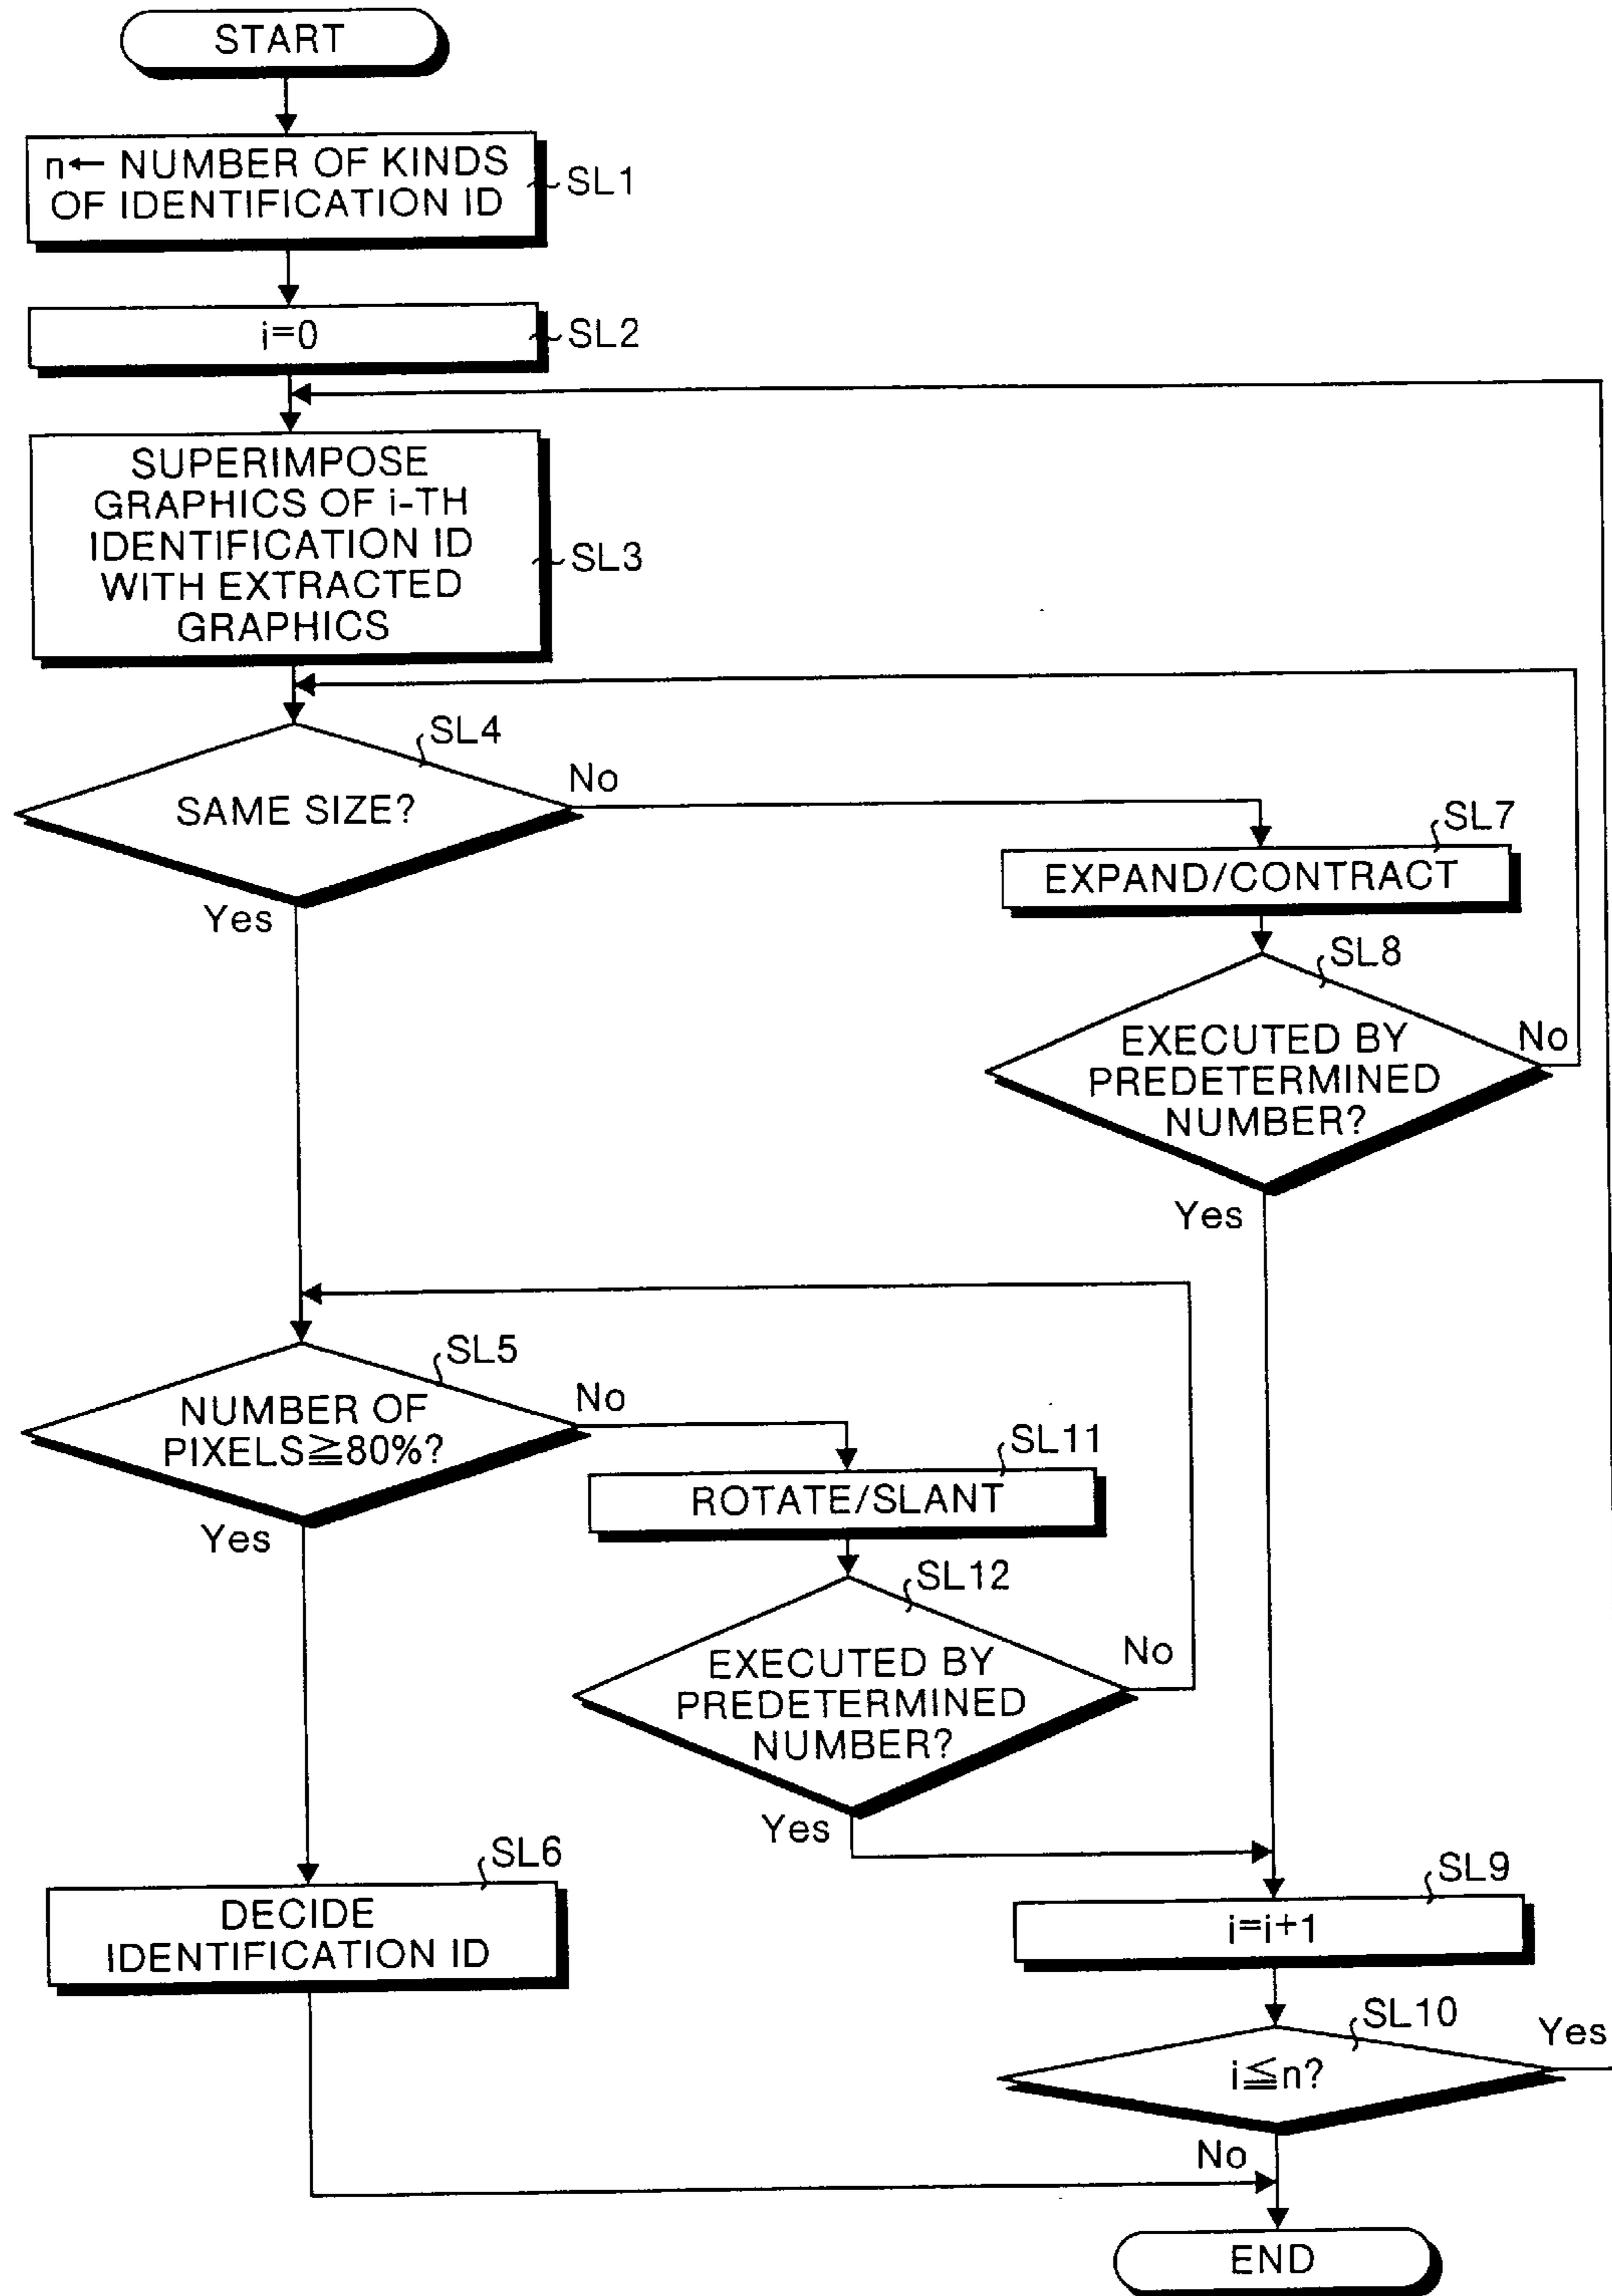 START
n← NUMBER OF KINDS
OF IDENTIFICATION ID
SL1
i=0
SL2
SUPERIMPOSE
GRAPHICS OF i-TH
IDENTIFICATION ID
WITH EXTRACTED
GRAPHICS
SL3
SL4
SAME SIZE?
No
Yes
SL7
EXPAND/CONTRACT
SL8
EXECUTED BY
PREDETERMINED
NUMBER?
No
Yes
SL5
NUMBER OF
PIXELS≧80%?
No
Yes
SL11
ROTATE/SLANT
SL12
EXECUTED BY
PREDETERMINED
NUMBER?
No
Yes
SL6
DECIDE
IDENTIFICATION ID
SL9
i=i+1
SL10
i≦n?
Yes
No
END